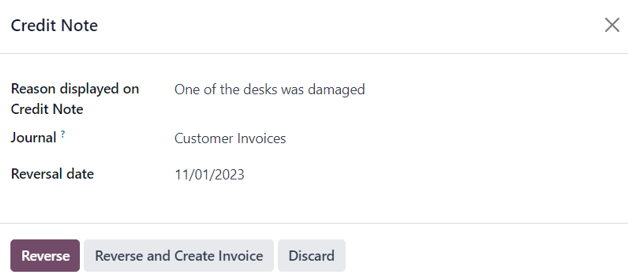 Credit Note
Reason displayed on
Credit Note
One of the desks was damaged
Journal ?
Customer Invoices
Reversal date
11/01/2023
Reverse
Reverse and Create Invoice
Discard